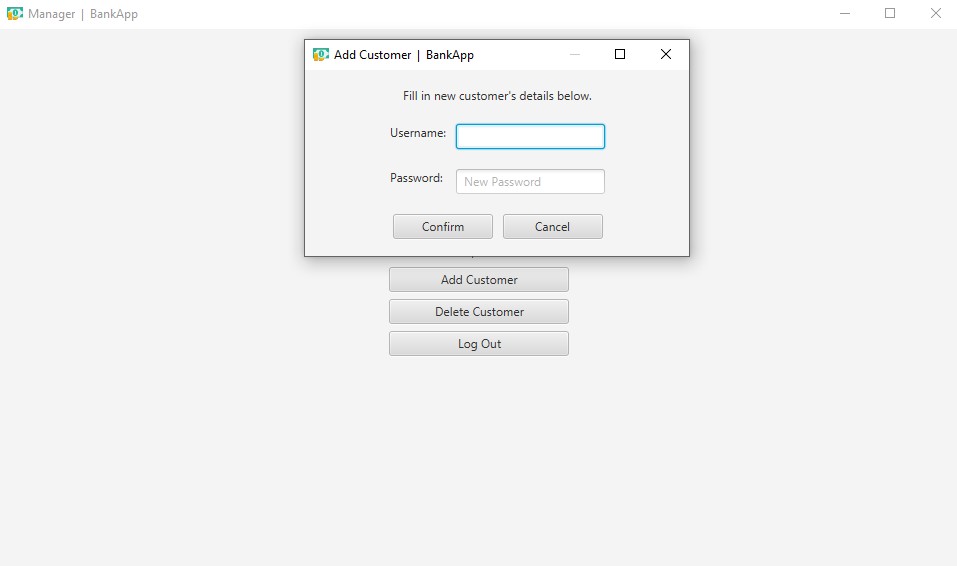 Manager | BankApp
Add Customer | BankApp
Fill in new customer's details below.
Username:
Password: New Password
Confirm Cancel
Add Customer
Delete Customer
Log Out